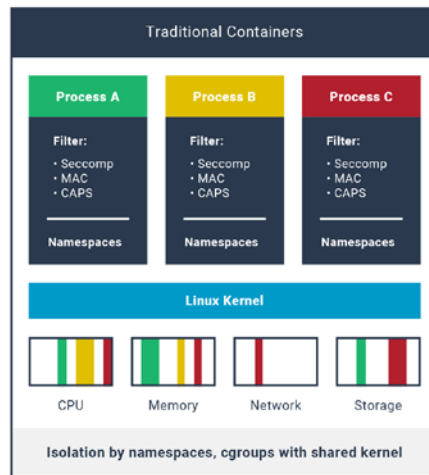 Traditional Containers
Process A
Process B
Process C
Filter:
• Seccomp
• MAC
• CAPS
Namespaces
Filter:
• Seccomp
• MAC
• CAPS
Namespaces
Filter:
• Seccomp
• MAC
• CAPS
Namespaces
Linux Kernel
CPU
Memory
Network
Storage
Isolation by namespaces, cgroups with shared kernel